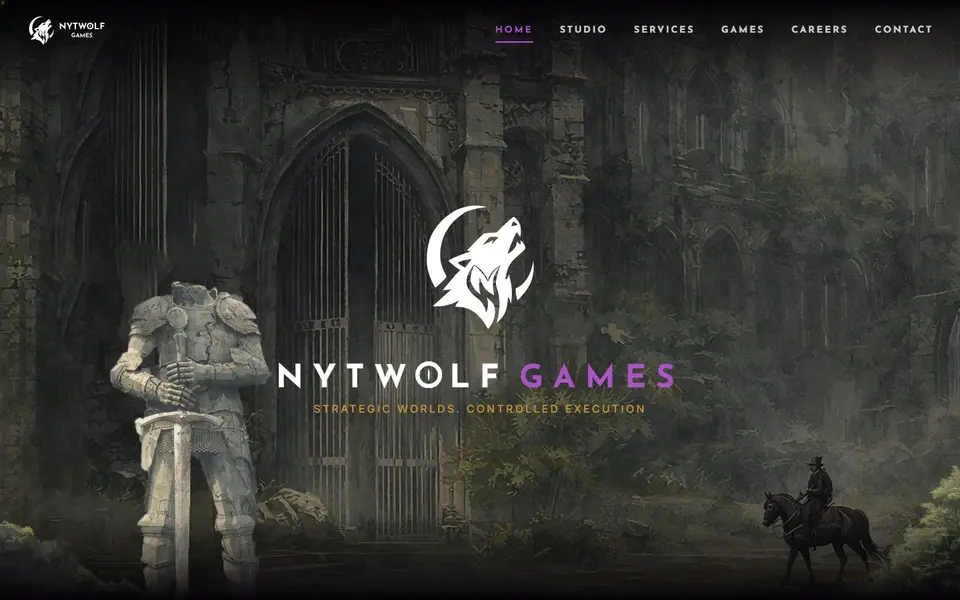 NYTWOLF
GAMES
HOME
STUDIO
SERVICES
GAMES
CAREERS
CONTACT
NYTWOLF GAMES
STRATEGIC WORLDS. CONTROLLED EXECUTION